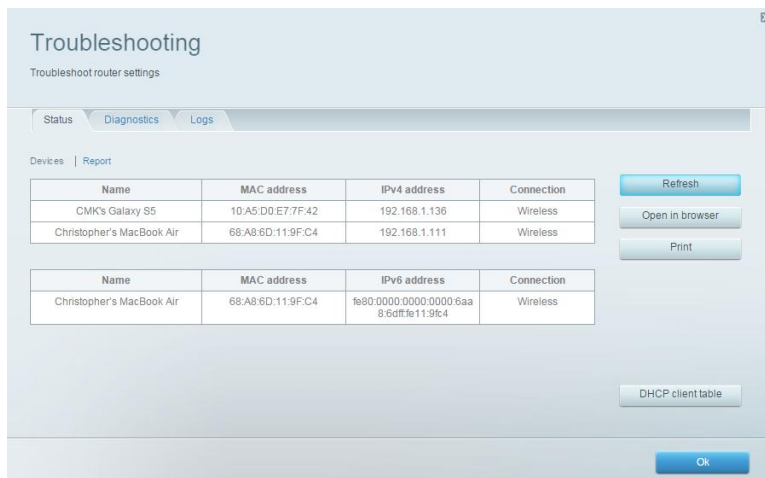 Troubleshooting
Troubleshoot router settings
Status Diagnostics Logs
Devices | Report
Name MAC address IPv4 address Connection
CMK's Galaxy S5 10:A5:D0:E7:7F:42 192.168.1.136 Wireless
Christopher's MacBook Air 68:A8:6D:11:9F:C4 192.168.1.111 Wireless
Name MAC address IPv6 address Connection
Christopher's MacBook Air 68:A8:6D:11:9F:C4 fe80:0000:0000:0000:6aa Wireless
8:6dff:fe11:9fc4
Refresh
Open in browser
Print
DHCP client table
Ok